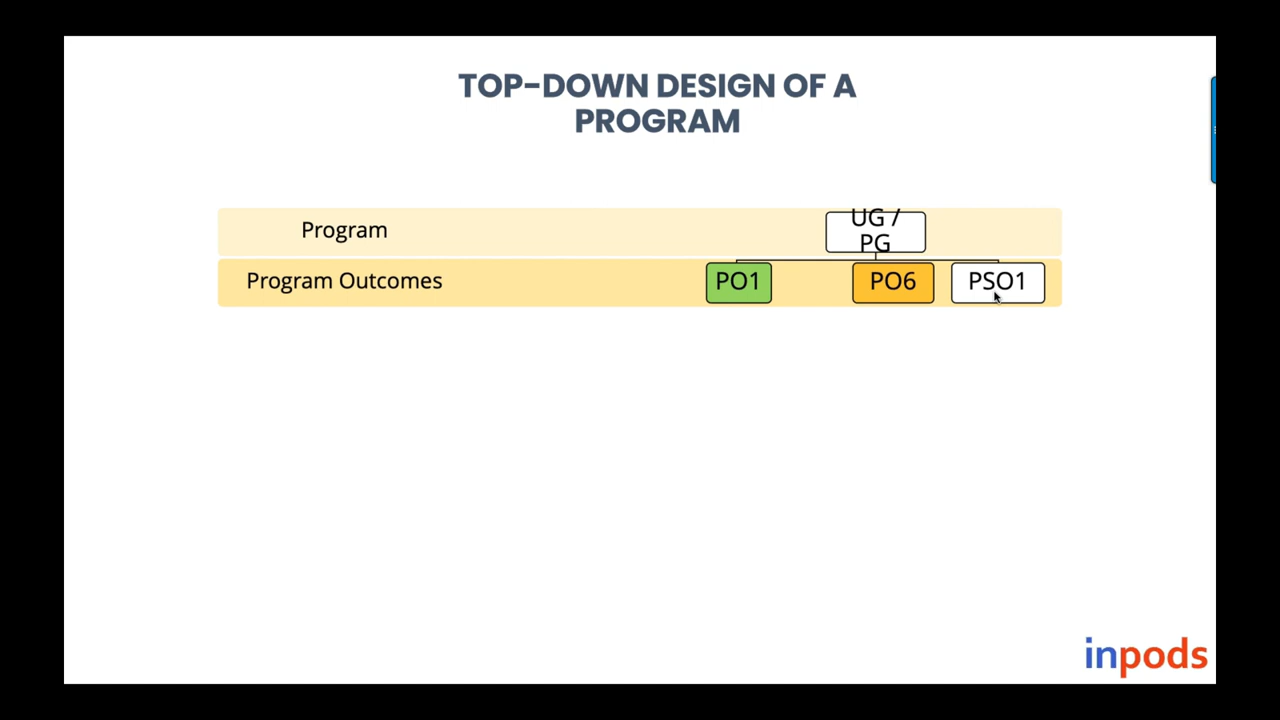 TOP-DOWN DESIGN OF A
PROGRAM
Program
UG /
PG
Program Outcomes
PO1
PO6
PSO1
inpods